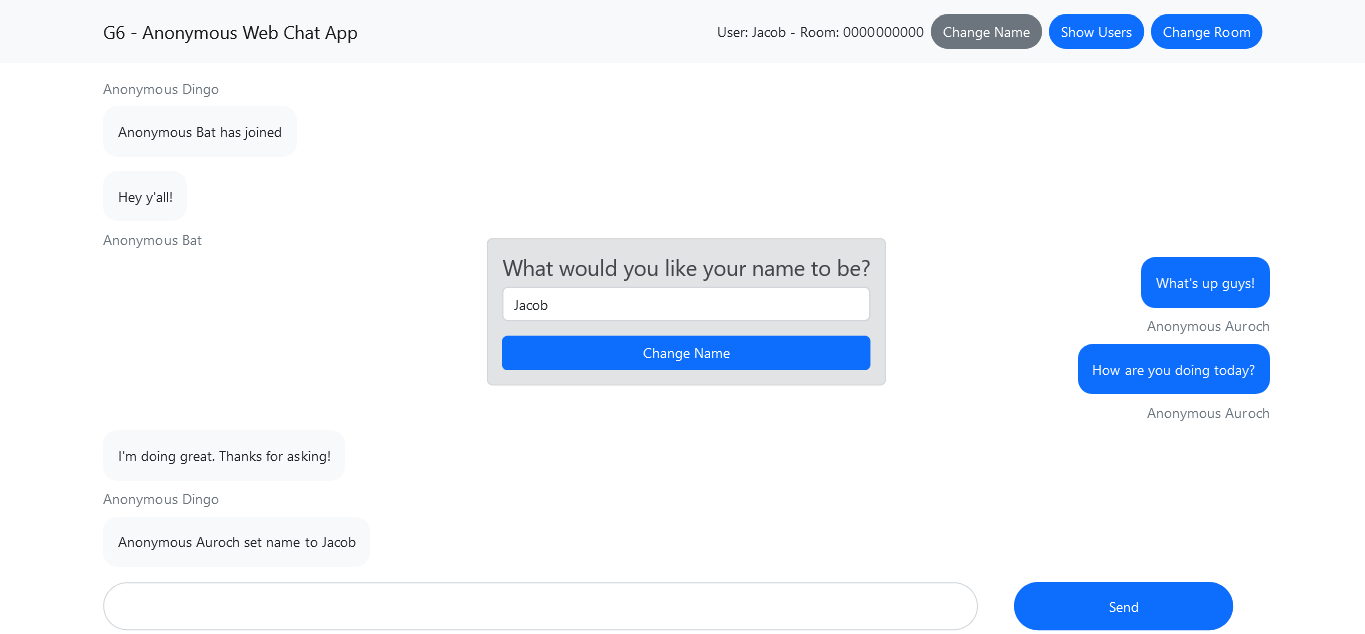 G6 - Anonymous Web Chat App
User: Jacob - Room: 0000000000
Change Name
Show Users
Change Room
Anonymous Dingo
Anonymous Bat has joined
Hey y'all!
Anonymous Bat
What would you like your name to be?
Jacob
Change Name
What's up guys!
Anonymous Auroch
How are you doing today?
Anonymous Auroch
I'm doing great. Thanks for asking!
Anonymous Dingo
Anonymous Auroch set name to Jacob
Send